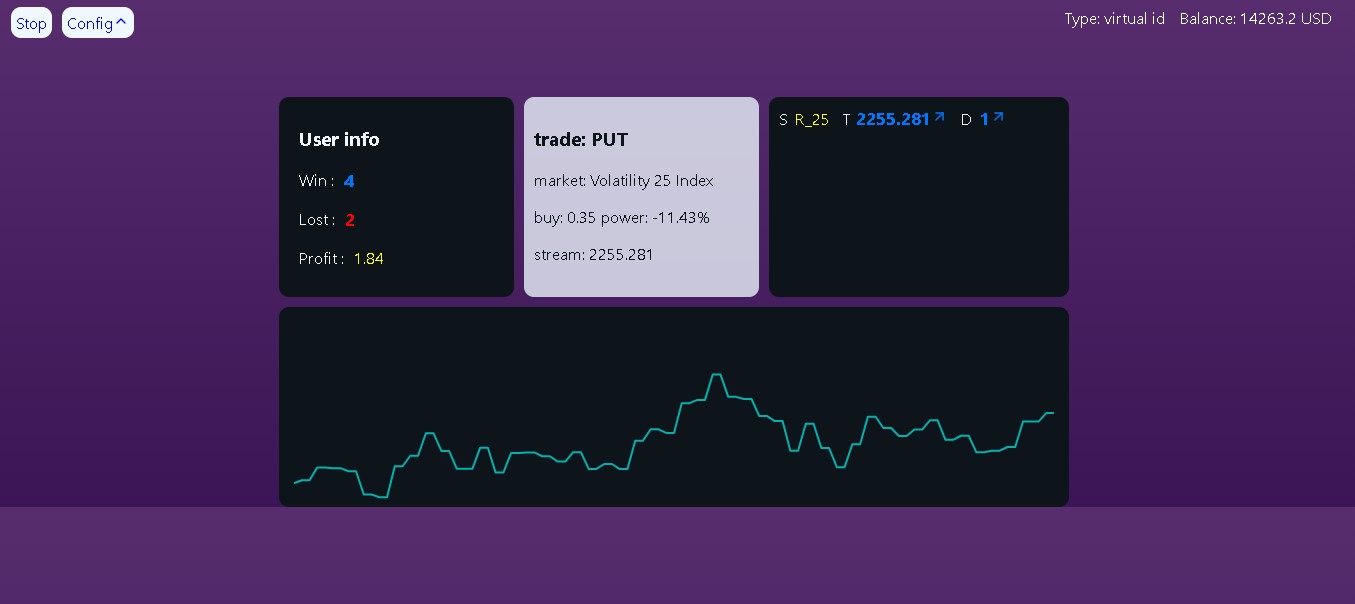 Stop Config Type: virtual id Balance: 14263.2 USD
User info
Win : 4
Lost : 2
Profit : 1.84
trade: PUT
market: Volatility 25 Index
buy: 0.35 power: -11.43%
stream: 2255.281
S R_25 T 2255.281 D 1